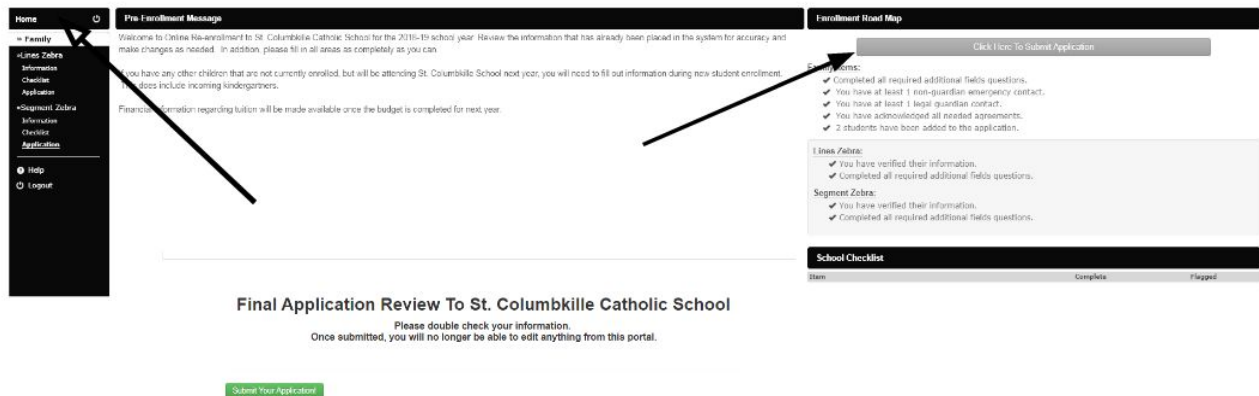 Home
» Family
»Lines Zebra
Information
Checklist
Application
»Segment Zebra
Information
Checklist
Application
Help
Logout
Pre-Enrollment Message
Welcome to Online Re-enrollment to St. Columbkille Catholic School for the 2018-19 school year. Review the information that has already been placed in the system for accuracy and
make changes as needed. In addition, please fill in all areas as completely as you can.
If you have any other children that are not currently enrolled, but will be attending St. Columbkille School next year, you will need to fill out information during new student enrollment.
This does include incoming kindergartners.
Financial information regarding tuition will be made available once the budget is completed for next year.
Enrollment Road Map
Click Here To Submit Application
Family Items:
✔ Completed all required additional fields questions.
✔ You have at least 1 non-guardian emergency contact.
✔ You have at least 1 legal guardian contact.
✔ You have acknowledged all needed agreements.
✔ 2 students have been added to the application.
Lines Zebra:
✔ You have verified their information.
✔ Completed all required additional fields questions.
Segment Zebra:
✔ You have verified their information.
✔ Completed all required additional fields questions.
School Checklist
Item Complete Flagged
Final Application Review To St. Columbkille Catholic School
Please double check your information.
Once submitted, you will no longer be able to edit anything from this portal.
Submit Your Application!